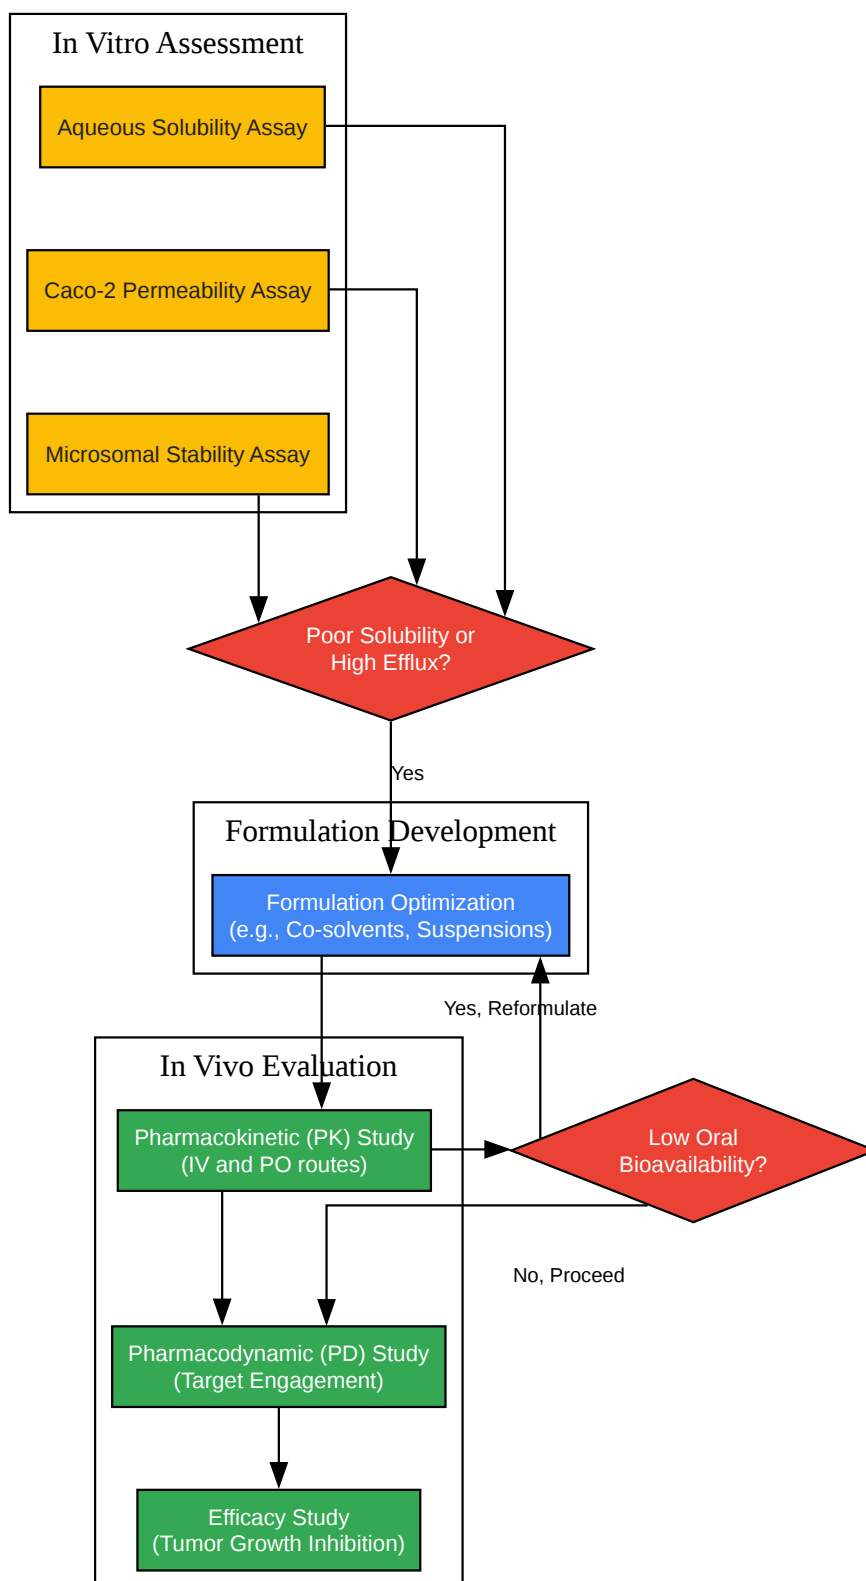 In Vitro Assessment
Aqueous Solubility Assay
Caco-2 Permeability Assay
Microsomal Stability Assay
Poor Solubility or
High Efflux?
Yes
Formulation Development
Formulation Optimization
(e.g., Co-solvents, Suspensions)
Yes, Reformulate
In Vivo Evaluation
Pharmacokinetic (PK) Study
(IV and PO routes)
Low Oral
Bioavailability?
No, Proceed
Pharmacodynamic (PD) Study
(Target Engagement)
Efficacy Study
(Tumor Growth Inhibition)